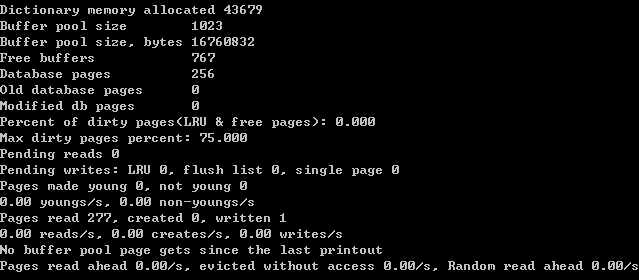 Dictionary memory allocated 43679
Buffer pool size        1023
Buffer pool size, bytes 16760832
Free buffers            767
Database pages          256
Old database pages      0
Modified db pages       0
Percent of dirty pages(LRU & free pages): 0.000
Max dirty pages percent: 75.000
Pending reads 0
Pending writes: LRU 0, flush list 0, single page 0
Pages made young 0, not young 0
0.00 youngs/s, 0.00 non-youngs/s
Pages read 277, created 0, written 1
0.00 reads/s, 0.00 creates/s, 0.00 writes/s
No buffer pool page gets since the last printout
Pages read ahead 0.00/s, evicted without access 0.00/s, Random read ahead 0.00/s